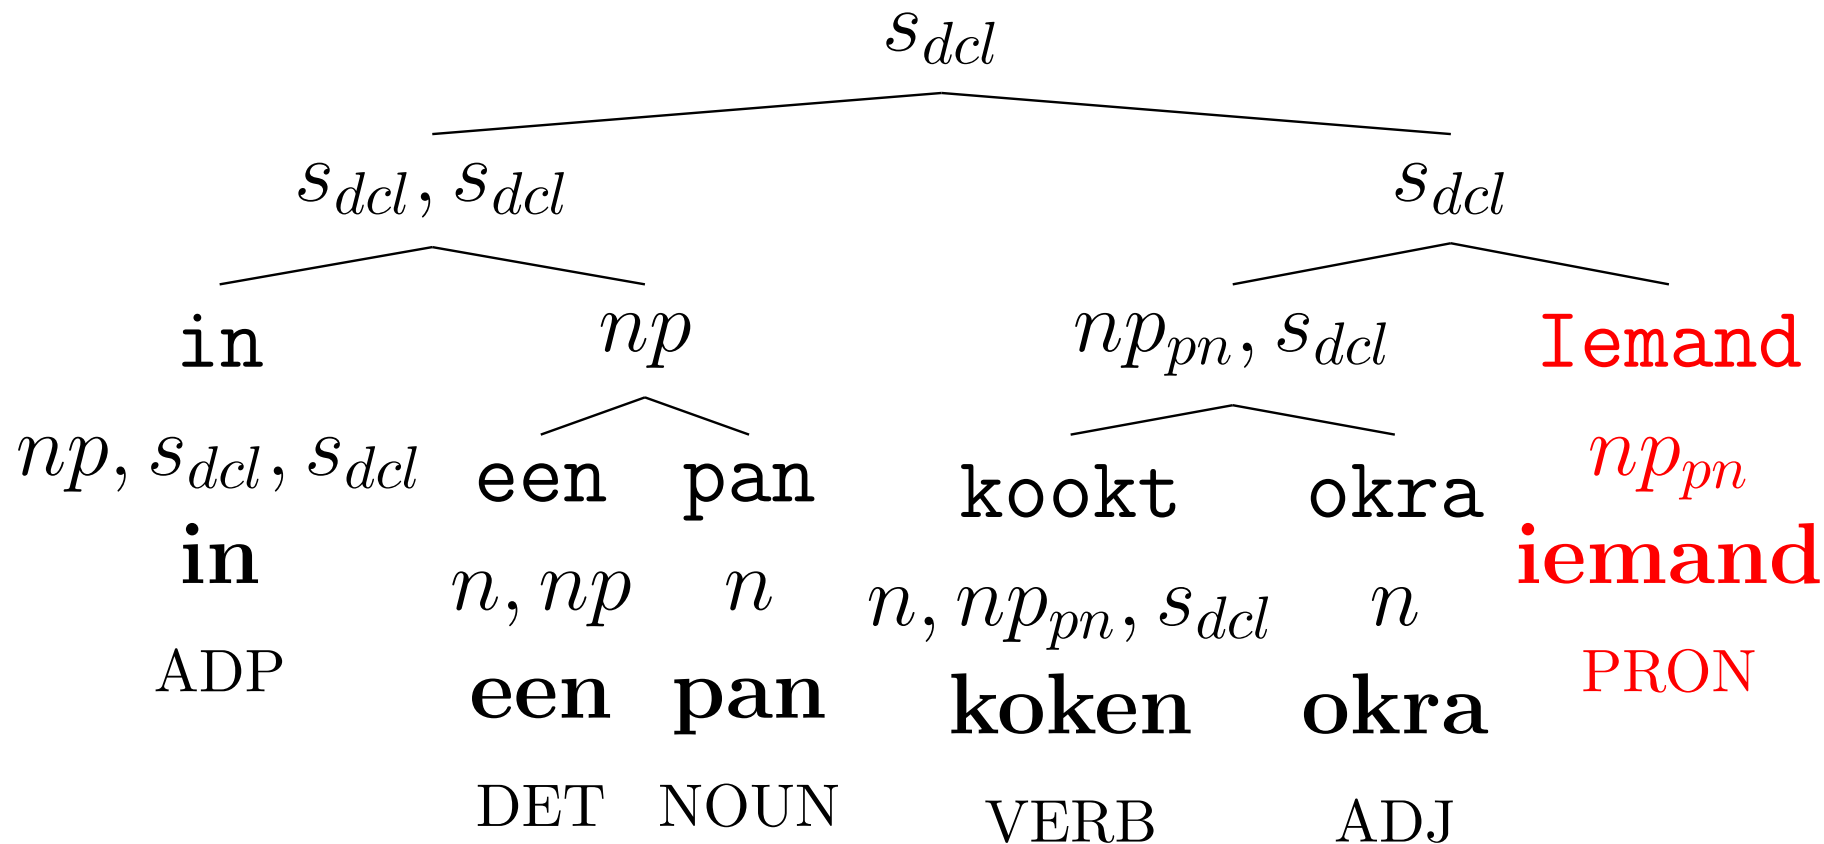 s_dcl
s_dcl, s_dcl s_dcl
in np np_pn, s_dcl Iemand
np, s_dcl, s_dcl een pan kookt okra np_pn
in n, np n n, np_pn, s_dcl n iemand
ADP een pan koken okra PRON
DET NOUN VERB ADJ